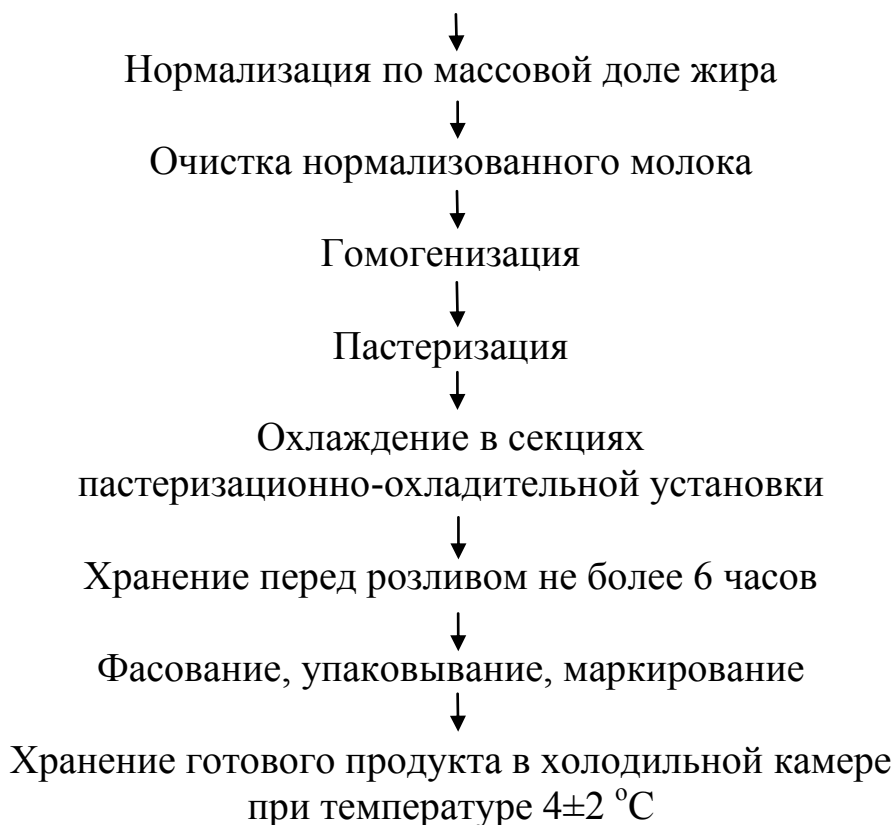 Нормализация по массовой доле жира
Очистка нормализованного молока
Гомогенизация
Пастеризация
Охлаждение в секциях
пастеризационно-охладительной установки
Хранение перед розливом не более 6 часов
Фасование, упаковывание, маркирование
Хранение готового продукта в холодильной камере
при температуре 4±2 °С